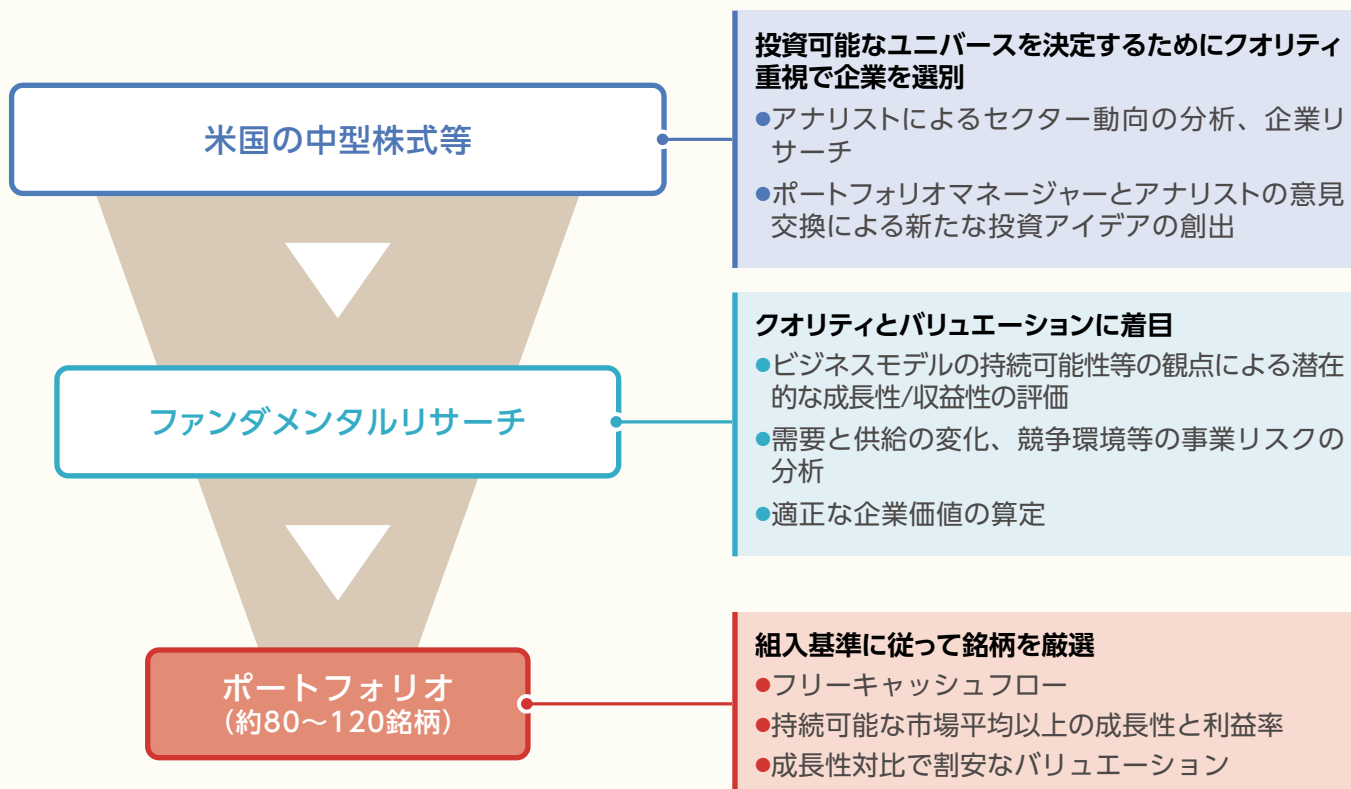 米国の中型株式等
投資可能なユニバースを決定するためにクオリティ
重視で企業を選別
●アナリストによるセクター動向の分析、企業リ
サーチ
●ポートフォリオマネージャーとアナリストの意見
交換による新たな投資アイデアの創出
ファンダメンタルリサーチ
クオリティとバリュエーションに着目
●ビジネスモデルの持続可能性等の観点による潜在
的な成長性/収益性の評価
●需要と供給の変化、競争環境等の事業リスクの
分析
●適正な企業価値の算定
ポートフォリオ
(約80〜120銘柄)
組入基準に従って銘柄を厳選
●フリーキャッシュフロー
●持続可能な市場平均以上の成長性と利益率
●成長性対比で割安なバリュエーション